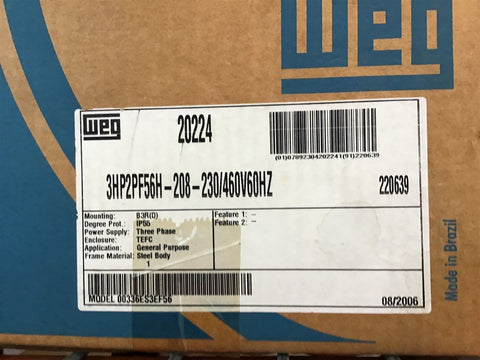 weg
weg
20224
(01)07892304202241(91)220639
3HP2PF56H-208-230/460V60HZ
220639
Mounting: B3R(D)
Degree Prot.: IP55
Power Supply: Three Phase
Enclosure: TEFC
Application: General Purpose
Frame Material: Steel Body
1
Feature 1: --
Feature 2: --
MODEL 00336ES3EF56
08/2006
Made in Brazil